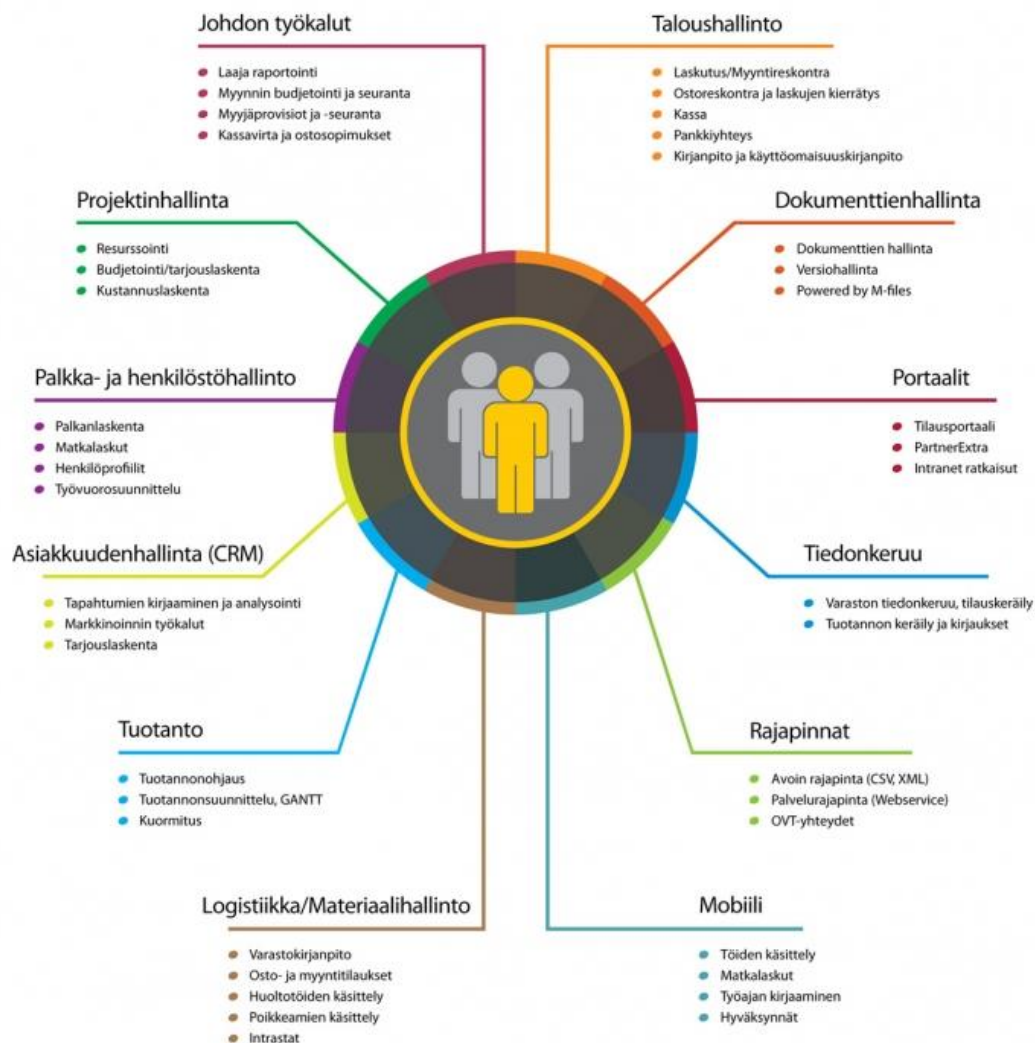 Johdon työkalut
Laaja raportointi
Myynnin budjetointi ja seuranta
Myyjäprovisiot ja -seuranta
Kassavirta ja ostosopimukset
Taloushallinto
Laskutus/Myyntireskontra
Ostoreskontra ja laskujen kierrätys
Kassa
Pankkiyhteys
Kirjanpito ja käyttöomaisuuskirjanpito
Projektinhallinta
Resurssointi
Budjetointi/tarjouslaskenta
Kustannuslaskenta
Dokumenttienhallinta
Dokumenttien hallinta
Versiohallinta
Powered by M-files
Palkka- ja henkilöstöhallinto
Palkanlaskenta
Matkalaskut
Henkilöprofiilit
Työvuorosuunnittelu
Portaalit
Tilausportaali
PartnerExtra
Intranet ratkaisut
Asiakkuudenhallinta (CRM)
Tapahtumien kirjaaminen ja analysointi
Markkinoinnin työkalut
Tarjouslaskenta
Tiedonkeruu
Varaston tiedonkeruu, tilauskeräily
Tuotannon keräily ja kirjaukset
Tuotanto
Tuotannonohjaus
Tuotannonsuunnittelu, GANTT
Kuormitus
Rajapinnat
Avoin rajapinta (CSV, XML)
Palvelurajapinta (Webservice)
OVT-yhteydet
Logistiikka/Materiaalihallinto
Varastokirjanpito
Osto- ja myyntitilaukset
Huoltotöiden käsittely
Poikkeamien käsittely
Intrastat
Mobiili
Töiden käsittely
Matkalaskut
Työajan kirjaaminen
Hyväksynnät